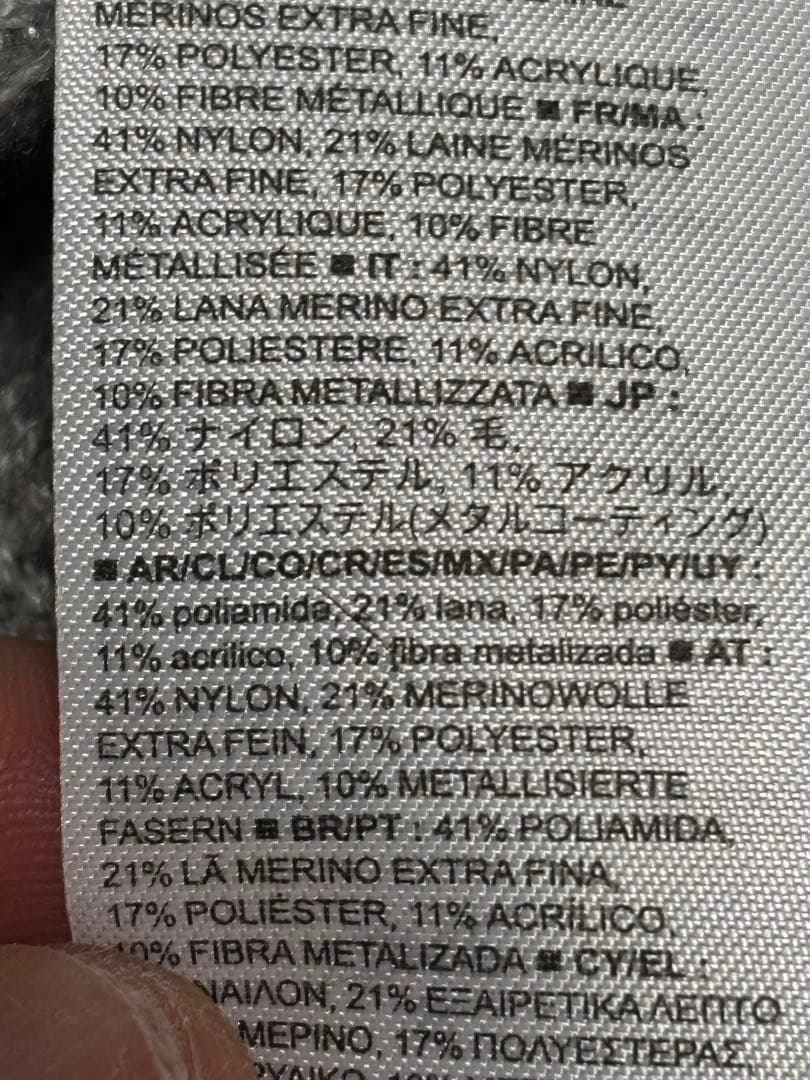 MERINOS EXTRA FINE,
17% POLYESTER, 11% ACRYLIQUE,
10% FIBRE MÉTALLIQUE ■ FR/MA :
41% NYLON, 21% LAINE MÉRINOS
EXTRA FINE, 17% POLYESTER,
11% ACRYLIQUE, 10% FIBRE
MÉTALLISÉE ■ IT : 41% NYLON,
21% LANA MERINO EXTRA FINE,
17% POLIESTERE, 11% ACRILICO,
10% FIBRA METALLIZZATA ■ JP :
41% ナイロン, 21% 毛,
17% ポリエステル, 11% アクリル,
10% ポリエステル(メタルコーティング)
■ AR/CL/CO/CR/ES/MX/PA/PE/PY/UY :
41% poliamida, 21% lana, 17% poliéster,
11% acrílico, 10% fibra metalizada ■ AT :
41% NYLON, 21% MERINOWOLLE
EXTRA FEIN, 17% POLYESTER,
11% ACRYL, 10% METALLISIERTE
FASERN ■ BR/PT : 41% POLIAMIDA,
21% LÃ MERINO EXTRA FINA,
17% POLIÉSTER, 11% ACRÍLICO,
10% FIBRA METALIZADA ■ CY/EL :
ΝΑΙΛΟΝ, 21% ΕΞΑΙΡΕΤΙΚΑ ΛΕΠΤΟ
ΜΕΡΙΝΟ, 17% ΠΟΛΥΕΣΤΕΡΑΣ,